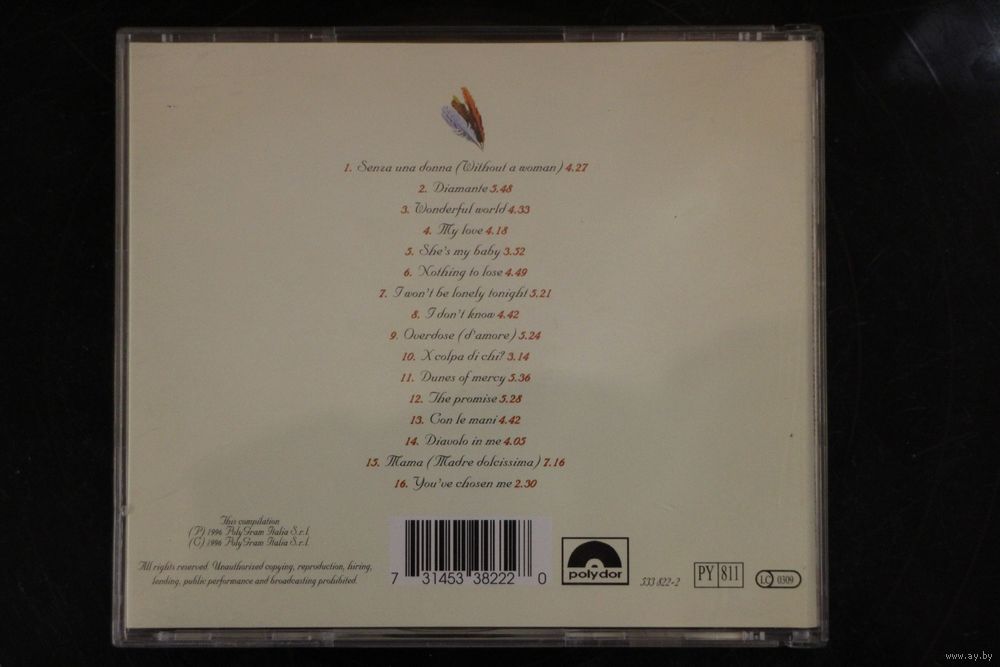 1. Senza una donna (Without a woman) 4.27
2. Diamante 5.48
3. Wonderful world 4.33
4. My love 4.18
5. She's my baby 3.52
6. Nothing to lose 4.49
7. I won't be lonely tonight 5.21
8. I don't know 4.42
9. Overdose (d'amore) 5.24
10. X colpa di chi? 3.14
11. Dunes of mercy 5.36
12. The promise 5.28
13. Con le mani 4.42
14. Diavolo in me 4.05
15. Mama (Madre dolcissima) 7.16
16. You've chosen me 2.30
This compilation
(P) 1996 PolyGram Italia S.r.l.
(C) 1996 PolyGram Italia S.r.l.
All rights reserved. Unauthorized copying, reproduction, hiring,
lending, public performance and broadcasting prohibited.
7 31453 38222 0
polydor
533 822-2
PY 811
LC 0309
www.ay.by